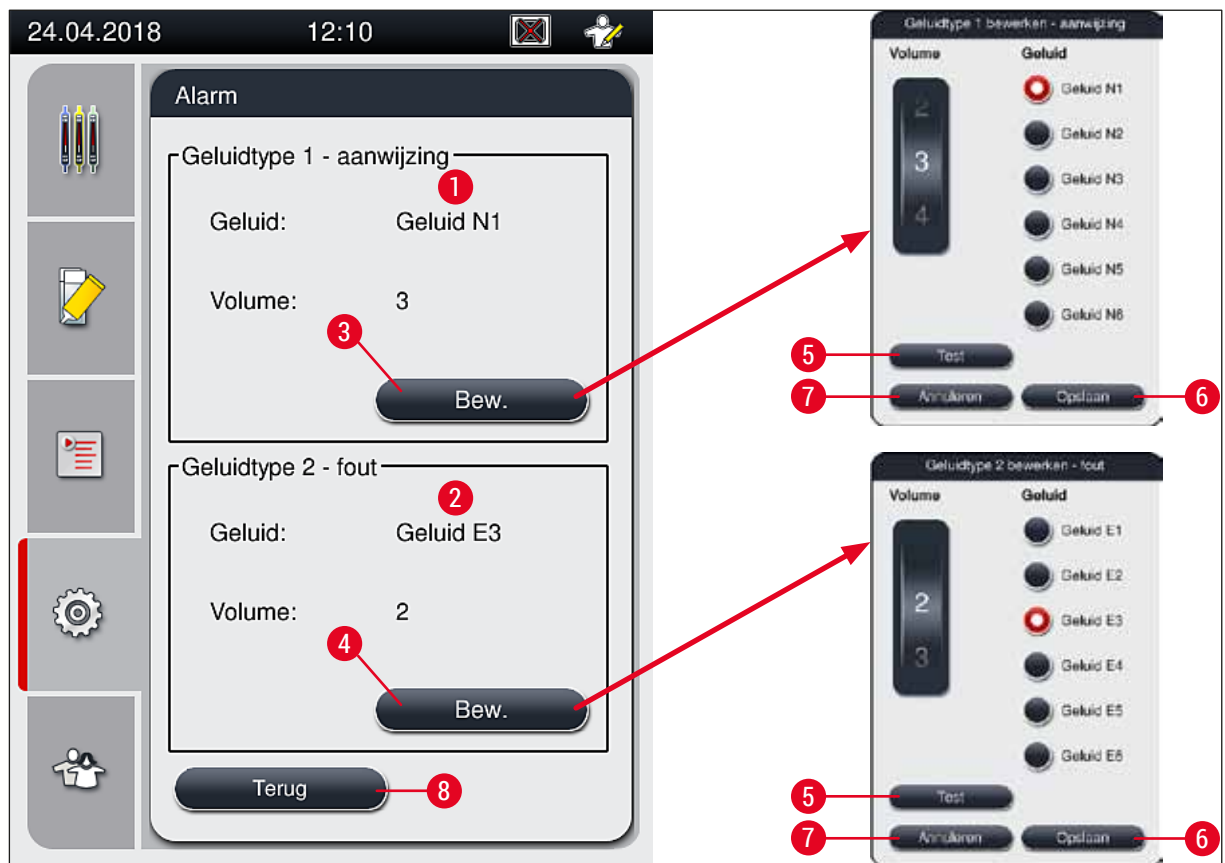 24.04.2018 12:10
Alarm
Geluidtype 1 - aanwijzing
1
Geluid: Geluid N1
Volume: 3
3
Bew.
Geluidtype 2 - fout
2
Geluid: Geluid E3
Volume: 2
4
Bew.
Terug 8
Geluidtype 1 bewerken - aanwijzing
Volume Geluid
2
3
4
Geluid N1
Geluid N2
Geluid N3
Geluid N4
Geluid N5
Geluid N6
5 Test
7 Annuleren Opslaan 6
Geluidtype 2 bewerken - fout
Volume Geluid
2
3
Geluid E1
Geluid E2
Geluid E3
Geluid E4
Geluid E5
Geluid E6
5 Test
7 Annuleren Opslaan 6